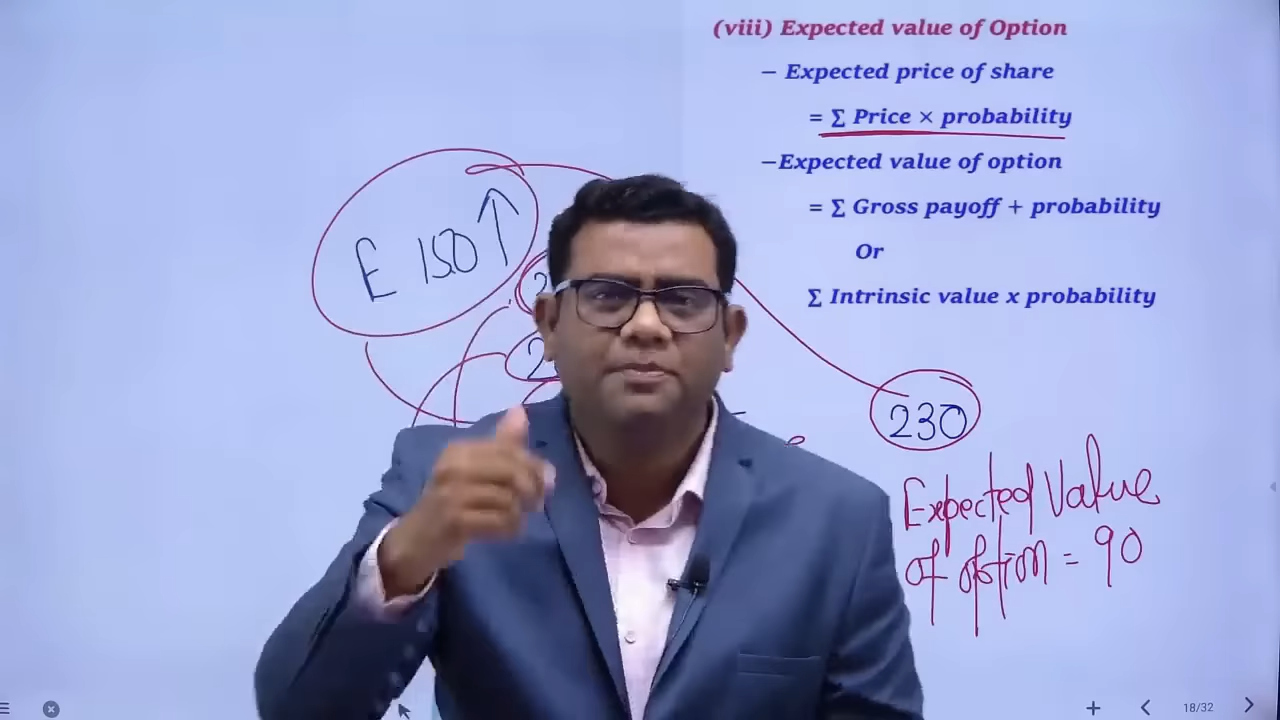 (viii) Expected value of Option
− Expected price of share
= ∑ Price × probability
−Expected value of option
= ∑ Gross payoff + probability
Or
∑ Intrinsic value x probability
E 150 ↑
230
Expected Value
of option = 90
18/32